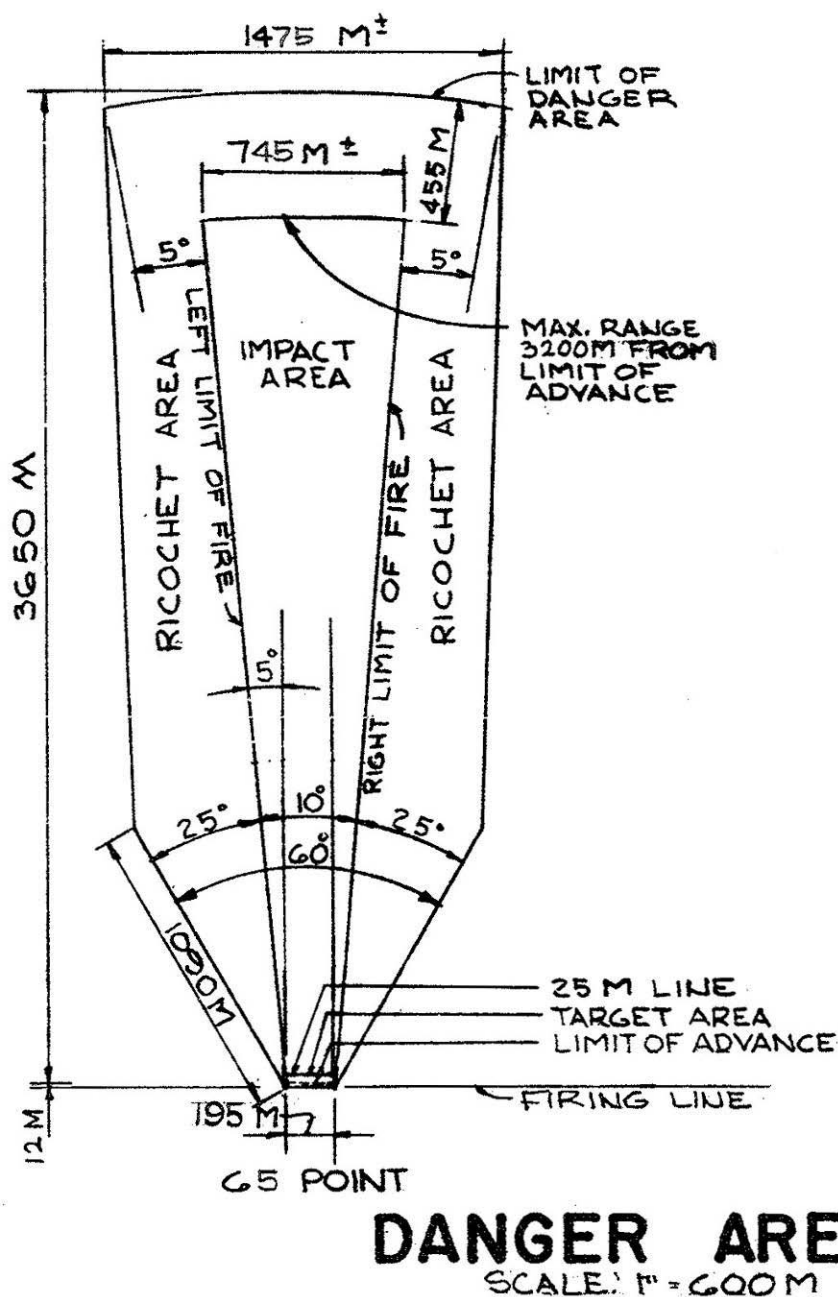 1475 M±
LIMIT OF
DANGER
AREA
745 M±
455 M
5°
5°
LEFT LIMIT OF FIRE
IMPACT
AREA
MAX. RANGE
3200M FROM
LIMIT OF
ADVANCE
RICOCHET AREA
RIGHT LIMIT OF FIRE
RICOCHET AREA
3650 M
5°
25°
10°
25°
60°
1090M
25 M LINE
TARGET AREA
LIMIT OF ADVANCE
FIRING LINE
12 M
195 M
65 POINT
DANGER ARE
SCALE: 1" = 600 M